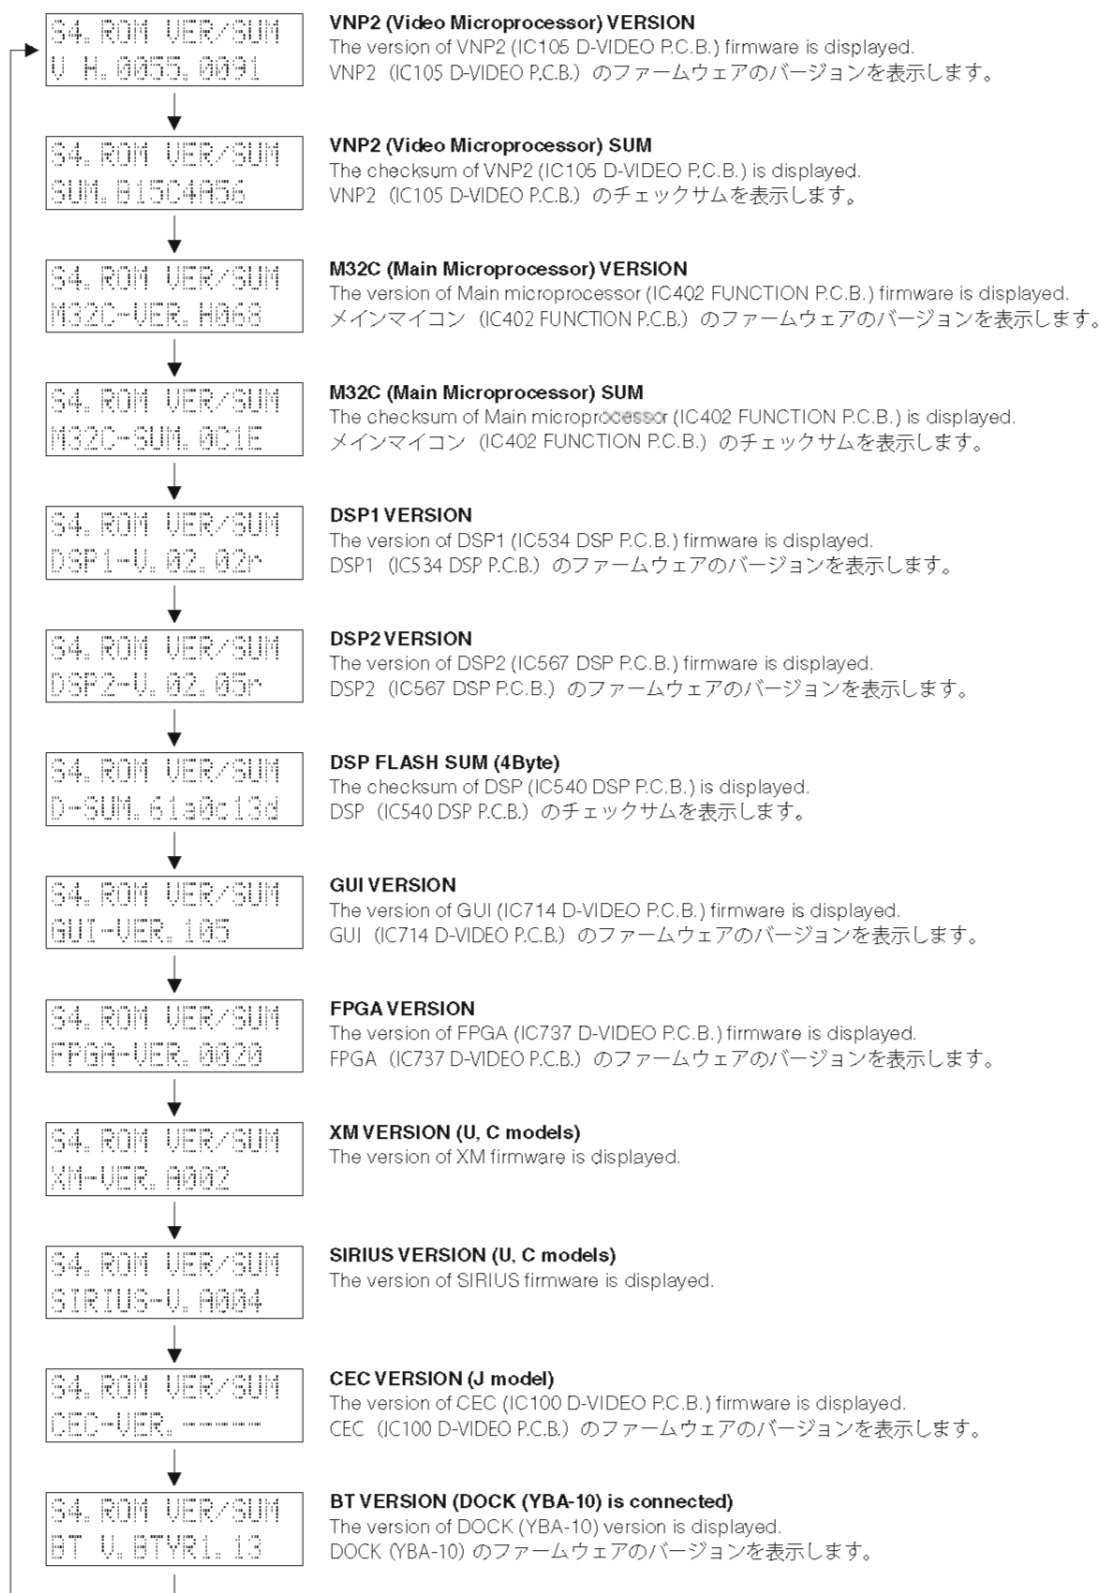 S4. ROM VER/SUM
V H.0055.0091
VNP2 (Video Microprocessor) VERSION
The version of VNP2 (IC105 D-VIDEO P.C.B.) firmware is displayed.
VNP2（IC105 D-VIDEO P.C.B.）のファームウェアのバージョンを表示します。
S4. ROM VER/SUM
SUM.B15C4A56
VNP2 (Video Microprocessor) SUM
The checksum of VNP2 (IC105 D-VIDEO P.C.B.) is displayed.
VNP2（IC105 D-VIDEO P.C.B.）のチェックサムを表示します。
S4. ROM VER/SUM
M32C-VER.H068
M32C (Main Microprocessor) VERSION
The version of Main microprocessor (IC402 FUNCTION P.C.B.) firmware is displayed.
メインマイコン（IC402 FUNCTION P.C.B.）のファームウェアのバージョンを表示します。
S4. ROM VER/SUM
M32C-SUM.0C1E
M32C (Main Microprocessor) SUM
The checksum of Main microprocessor (IC402 FUNCTION P.C.B.) is displayed.
メインマイコン（IC402 FUNCTION P.C.B.）のチェックサムを表示します。
S4. ROM VER/SUM
DSP1-V.02.02r
DSP1 VERSION
The version of DSP1 (IC534 DSP P.C.B.) firmware is displayed.
DSP1（IC534 DSP P.C.B.）のファームウェアのバージョンを表示します。
S4. ROM VER/SUM
DSP2-V.02.05r
DSP2 VERSION
The version of DSP2 (IC567 DSP P.C.B.) firmware is displayed.
DSP2（IC567 DSP P.C.B.）のファームウェアのバージョンを表示します。
S4. ROM VER/SUM
D-SUM.61a0c13d
DSP FLASH SUM (4Byte)
The checksum of DSP (IC540 DSP P.C.B.) is displayed.
DSP（IC540 DSP P.C.B.）のチェックサムを表示します。
S4. ROM VER/SUM
GUI-VER.105
GUI VERSION
The version of GUI (IC714 D-VIDEO P.C.B.) firmware is displayed.
GUI（IC714 D-VIDEO P.C.B.）のファームウェアのバージョンを表示します。
S4. ROM VER/SUM
FPGA-VER.0020
FPGA VERSION
The version of FPGA (IC737 D-VIDEO P.C.B.) firmware is displayed.
FPGA（IC737 D-VIDEO P.C.B.）のファームウェアのバージョンを表示します。
S4. ROM VER/SUM
XM-VER.A002
XM VERSION (U, C models)
The version of XM firmware is displayed.
S4. ROM VER/SUM
SIRIUS-V.A004
SIRIUS VERSION (U, C models)
The version of SIRIUS firmware is displayed.
S4. ROM VER/SUM
CEC-VER.-----
CEC VERSION (J model)
The version of CEC (IC100 D-VIDEO P.C.B.) firmware is displayed.
CEC（IC100 D-VIDEO P.C.B.）のファームウェアのバージョンを表示します。
S4. ROM VER/SUM
BT V.BTYR1.13
BT VERSION (DOCK (YBA-10) is connected)
The version of DOCK (YBA-10) version is displayed.
DOCK (YBA-10) のファームウェアのバージョンを表示します。